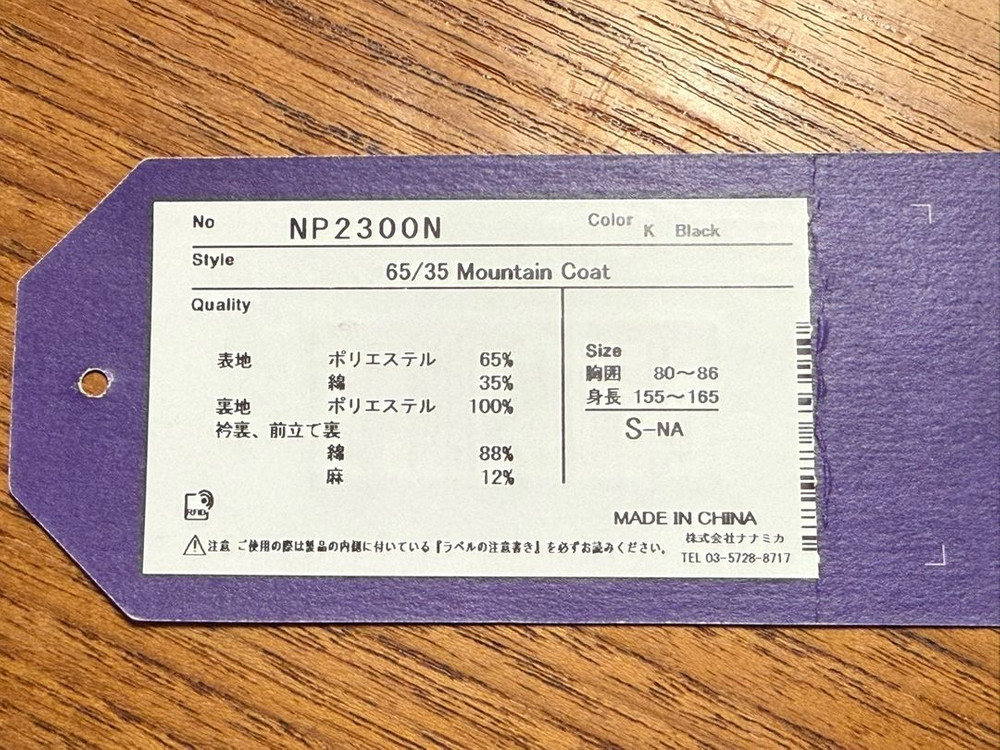 No NP2300N Color K Black
Style 65/35 Mountain Coat
Quality
表地 ポリエステル 65%
綿 35%
裏地 ポリエステル 100%
衿裏、前立て裏
綿 88%
麻 12%
Size
胸囲 80〜86
身長 155〜165
S-NA
RFID
MADE IN CHINA
株式会社ナナミカ
TEL 03-5728-8717
注意 ご使用の際は製品の内側に付いている『ラベルの注意書き』を必ずお読みください。